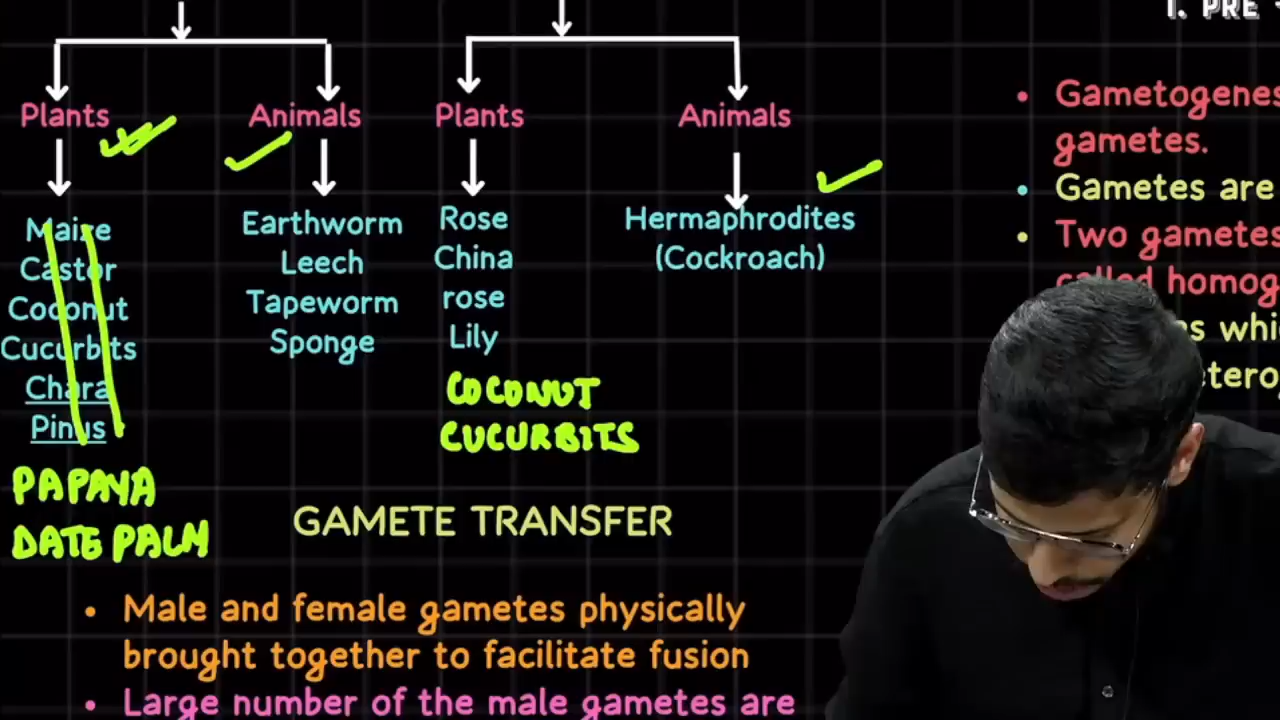 1. PRE
Plants
Animals
Plants
Animals
Maize
Castor
Coconut
Cucurbits
Chara
Pinus
PAPAYA
DATE PALM
Earthworm
Leech
Tapeworm
Sponge
Rose
China
rose
Lily
COCONUT
CUCURBITS
Hermaphrodites
(Cockroach)
GAMETE TRANSFER
• Male and female gametes physically
brought together to facilitate fusion
• Large number of the male gametes are
• Gametogenes
gametes.
• Gametes are
• Two gametes
called homog